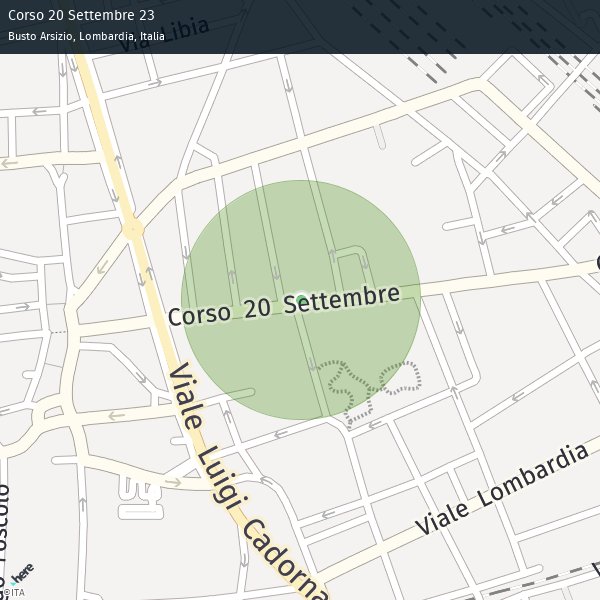 Corso 20 Settembre 23
Busto Arsizio, Lombardia, Italia
Via Libia
Corso 20 Settembre
Viale Luigi Cadorna
Viale Lombardia
here
©ITA